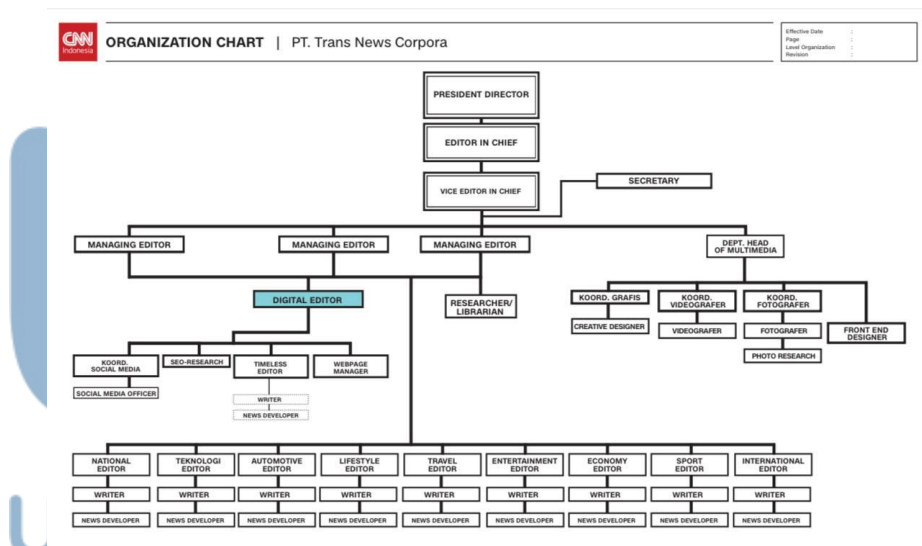 CNN
Indonesia
ORGANIZATION CHART | PT. Trans News Corpora
Effective Date :
Page :
Level Organization :
Revision :
PRESIDENT DIRECTOR
EDITOR IN CHIEF
VICE EDITOR IN CHIEF
SECRETARY
MANAGING EDITOR
MANAGING EDITOR
MANAGING EDITOR
DEPT. HEAD
OF MULTIMEDIA
DIGITAL EDITOR
RESEARCHER/
LIBRARIAN
KOORD. GRAFIS
KOORD.
VIDEOGRAFER
KOORD.
FOTOGRAFER
CREATIVE DESIGNER
VIDEOGRAFER
FOTOGRAFER
FRONT END
DESIGNER
PHOTO RESEARCH
KOORD.
SOCIAL MEDIA
SEO-RESEARCH
TIMELESS
EDITOR
WEBPAGE
MANAGER
SOCIAL MEDIA OFFICER
WRITER
NEWS DEVELOPER
NATIONAL
EDITOR
TEKNOLOGI
EDITOR
AUTOMOTIVE
EDITOR
LIFESTYLE
EDITOR
TRAVEL
EDITOR
ENTERTAINMENT
EDITOR
ECONOMY
EDITOR
SPORT
EDITOR
INTERNATIONAL
EDITOR
WRITER
WRITER
WRITER
WRITER
WRITER
WRITER
WRITER
WRITER
WRITER
NEWS DEVELOPER
NEWS DEVELOPER
NEWS DEVELOPER
NEWS DEVELOPER
NEWS DEVELOPER
NEWS DEVELOPER
NEWS DEVELOPER
NEWS DEVELOPER
NEWS DEVELOPER